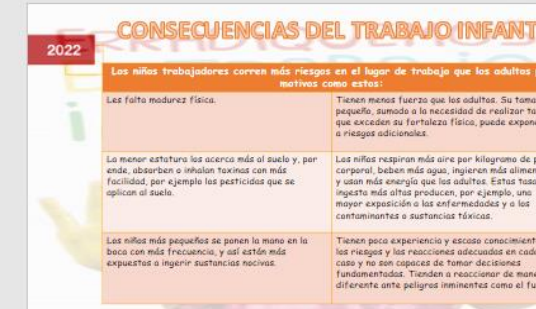 CONSECUENCIAS DEL TRABAJO INFANT
2022
Los niños trabajadores corren más riesgos en el lugar de trabajo que los adultos
motivos como estos:
Les falta madurez física.
Tienen menos fuerza que los adultos. Su tama
pequeño, sumado a la necesidad de realizar ta
que exceden su fortaleza física, puede expone
a riesgos adicionales.
La menor estatura los acerca más al suelo y, por
ende, absorben o inhalan toxinas con más
facilidad, por ejemplo los pesticidas que se
aplican al suelo.
Los niños respiran más aire por kilogramo de p
corporal, beben más agua, ingieren más alimen
y usan más energía que los adultos. Estas tasa
ingesta más altas producen, por ejemplo, una
mayor exposición a las enfermedades y a los
contaminantes o sustancias tóxicas.
Los niños más pequeños se ponen la mano en la
boca con más frecuencia, y así están más
expuestos a ingerir sustancias nocivas.
Tienen poca experiencia y escaso conocimient
los riesgos y las reacciones adecuadas en cada
caso y no son capaces de tomar decisiones
fundamentadas. Tienden a reaccionar de mane
diferente ante peligros inminentes como el fu